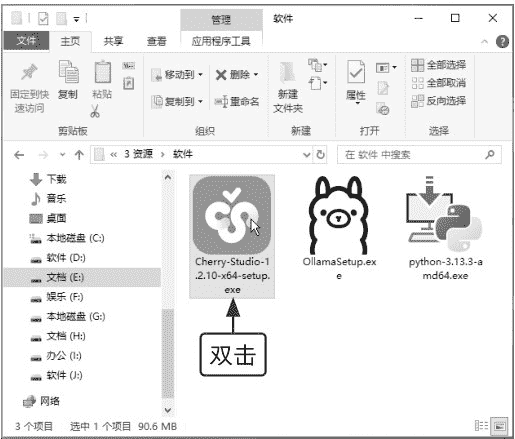 管理
软件
文件
主页
共享
查看
应用程序工具
固定到快
速访问
复制
粘贴
剪贴板
移动到
复制到
删除
重命名
组织
新建
文件夹
新建
属性
打开
全部选择
全部取消
反向选择
选择
« 3 资源 › 软件
在 软件 中搜索
下载
音乐
桌面
本地磁盘 (C:)
软件 (D:)
文档 (E:)
娱乐 (F:)
本地磁盘 (G:)
文档 (H:)
办公 (I:)
软件 (J:)
网络
Cherry-Studio-1
.2.10-x64-setup.
exe
OllamaSetup.ex
e
python-3.13.3-a
md64.exe
双击
3 个项目
选中 1 个项目 90.6 MB